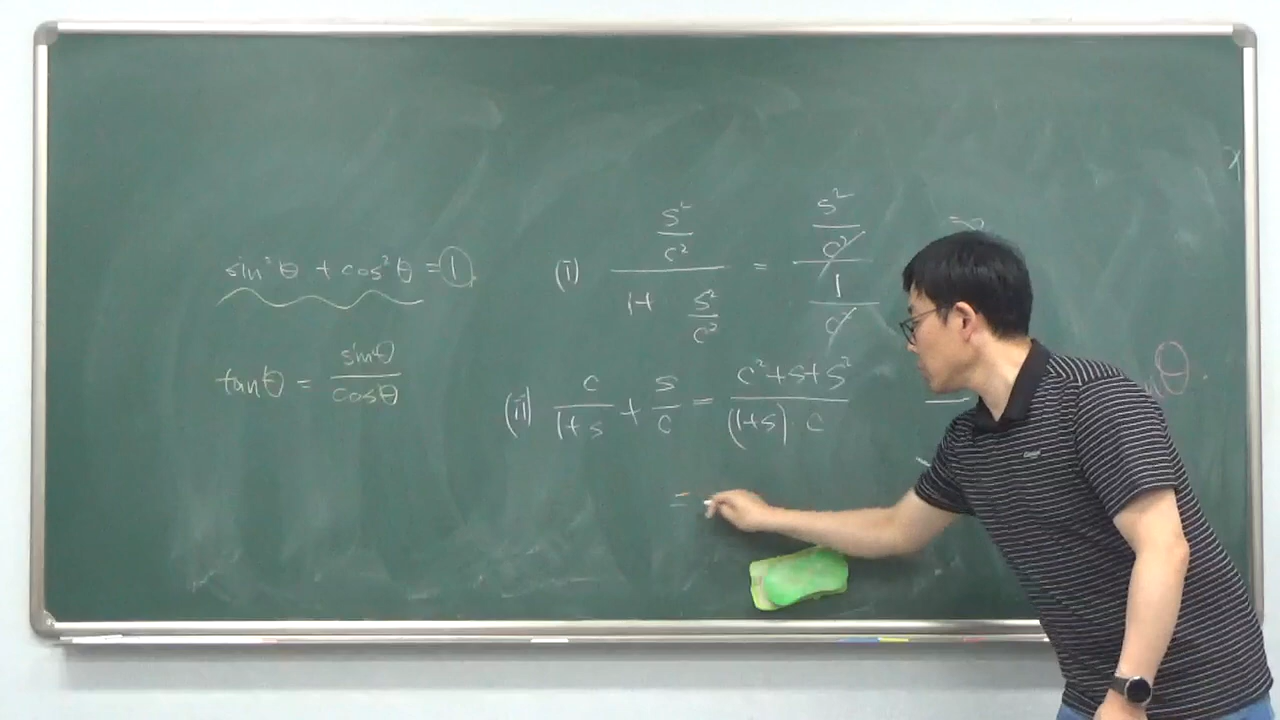 sin²θ + cos²θ = 1.
tanθ = sinθ / cosθ
(i) (s²/c²) / (1+ s²/c²) = (s²/c²) / (1/c²)
(ii) c/(1+s) + s/c = (c²+s+s²) / ((1+s) · c)
=
nθ.